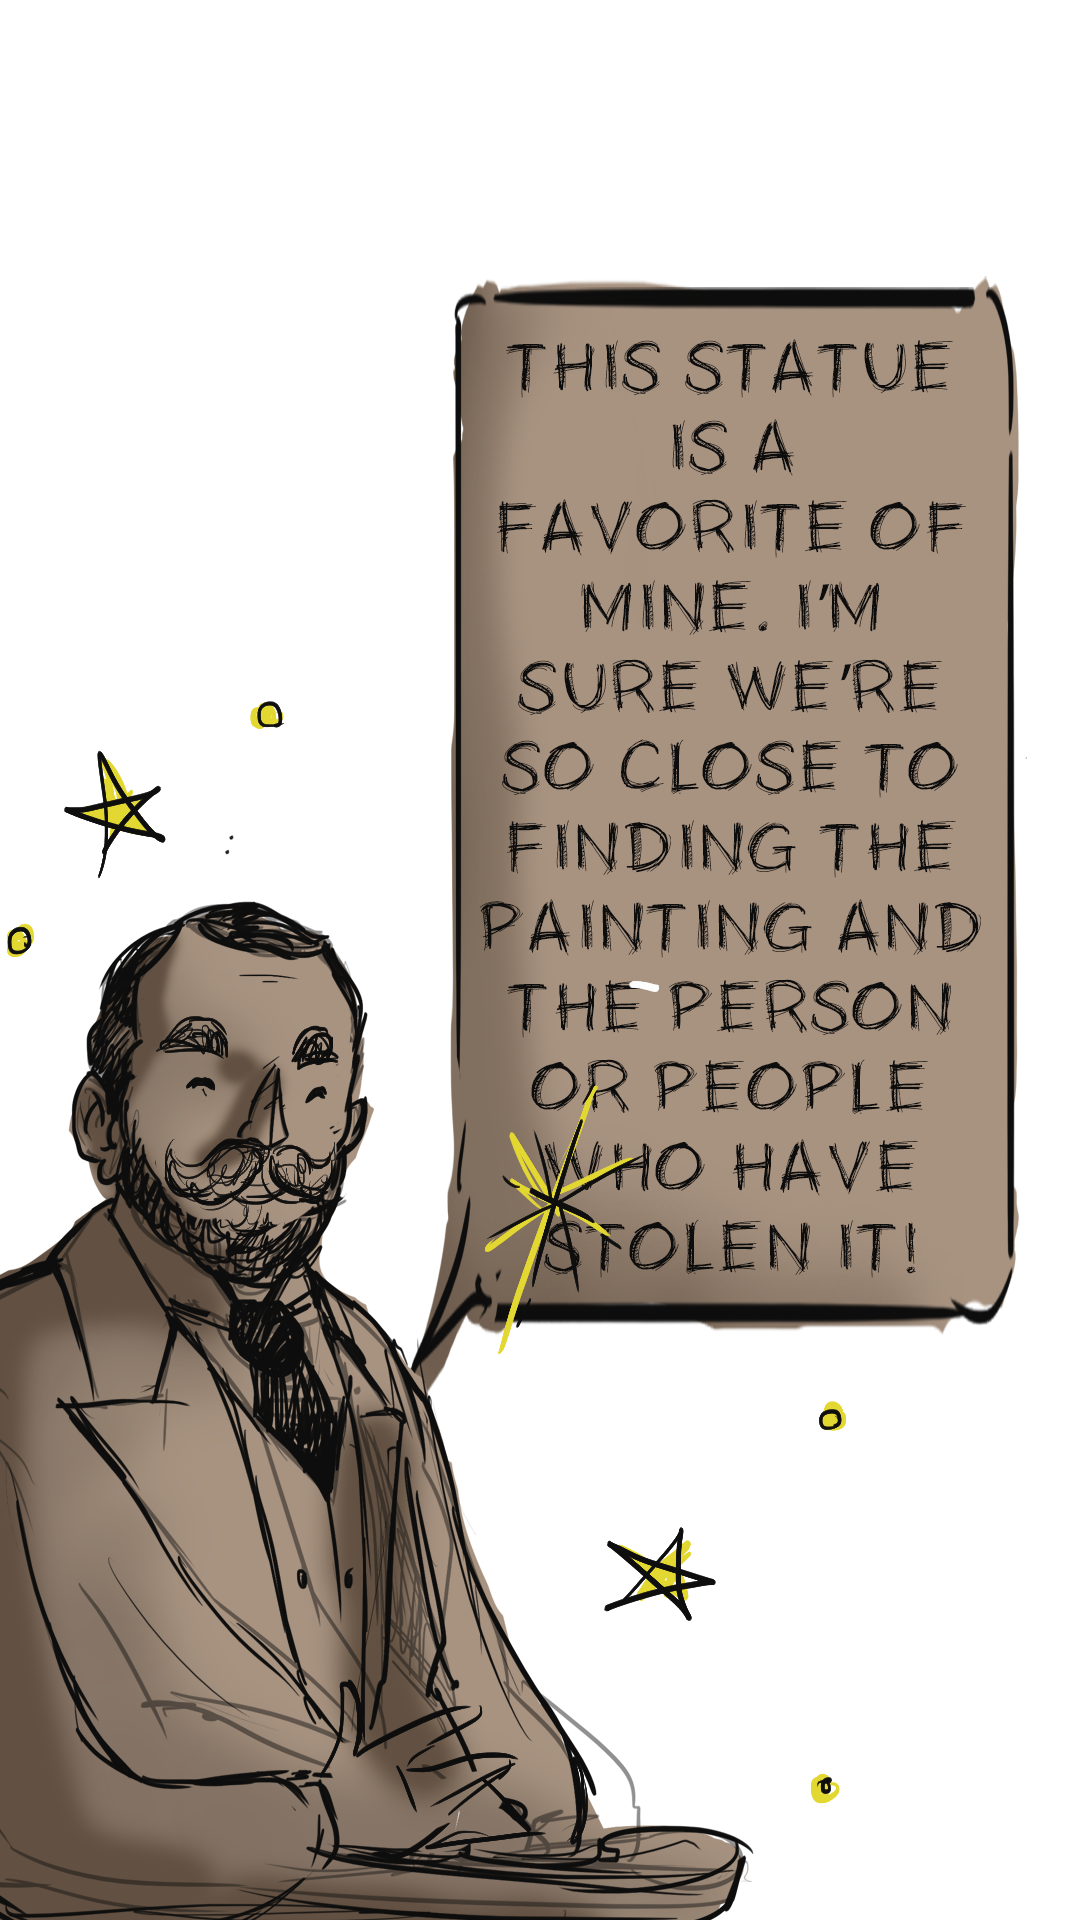 THIS STATUE
IS A
FAVORITE OF
MINE. I'M
SURE WE'RE
SO CLOSE TO
FINDING THE
PAINTING AND
THE PERSON
OR PEOPLE
WHO HAVE
STOLEN IT!